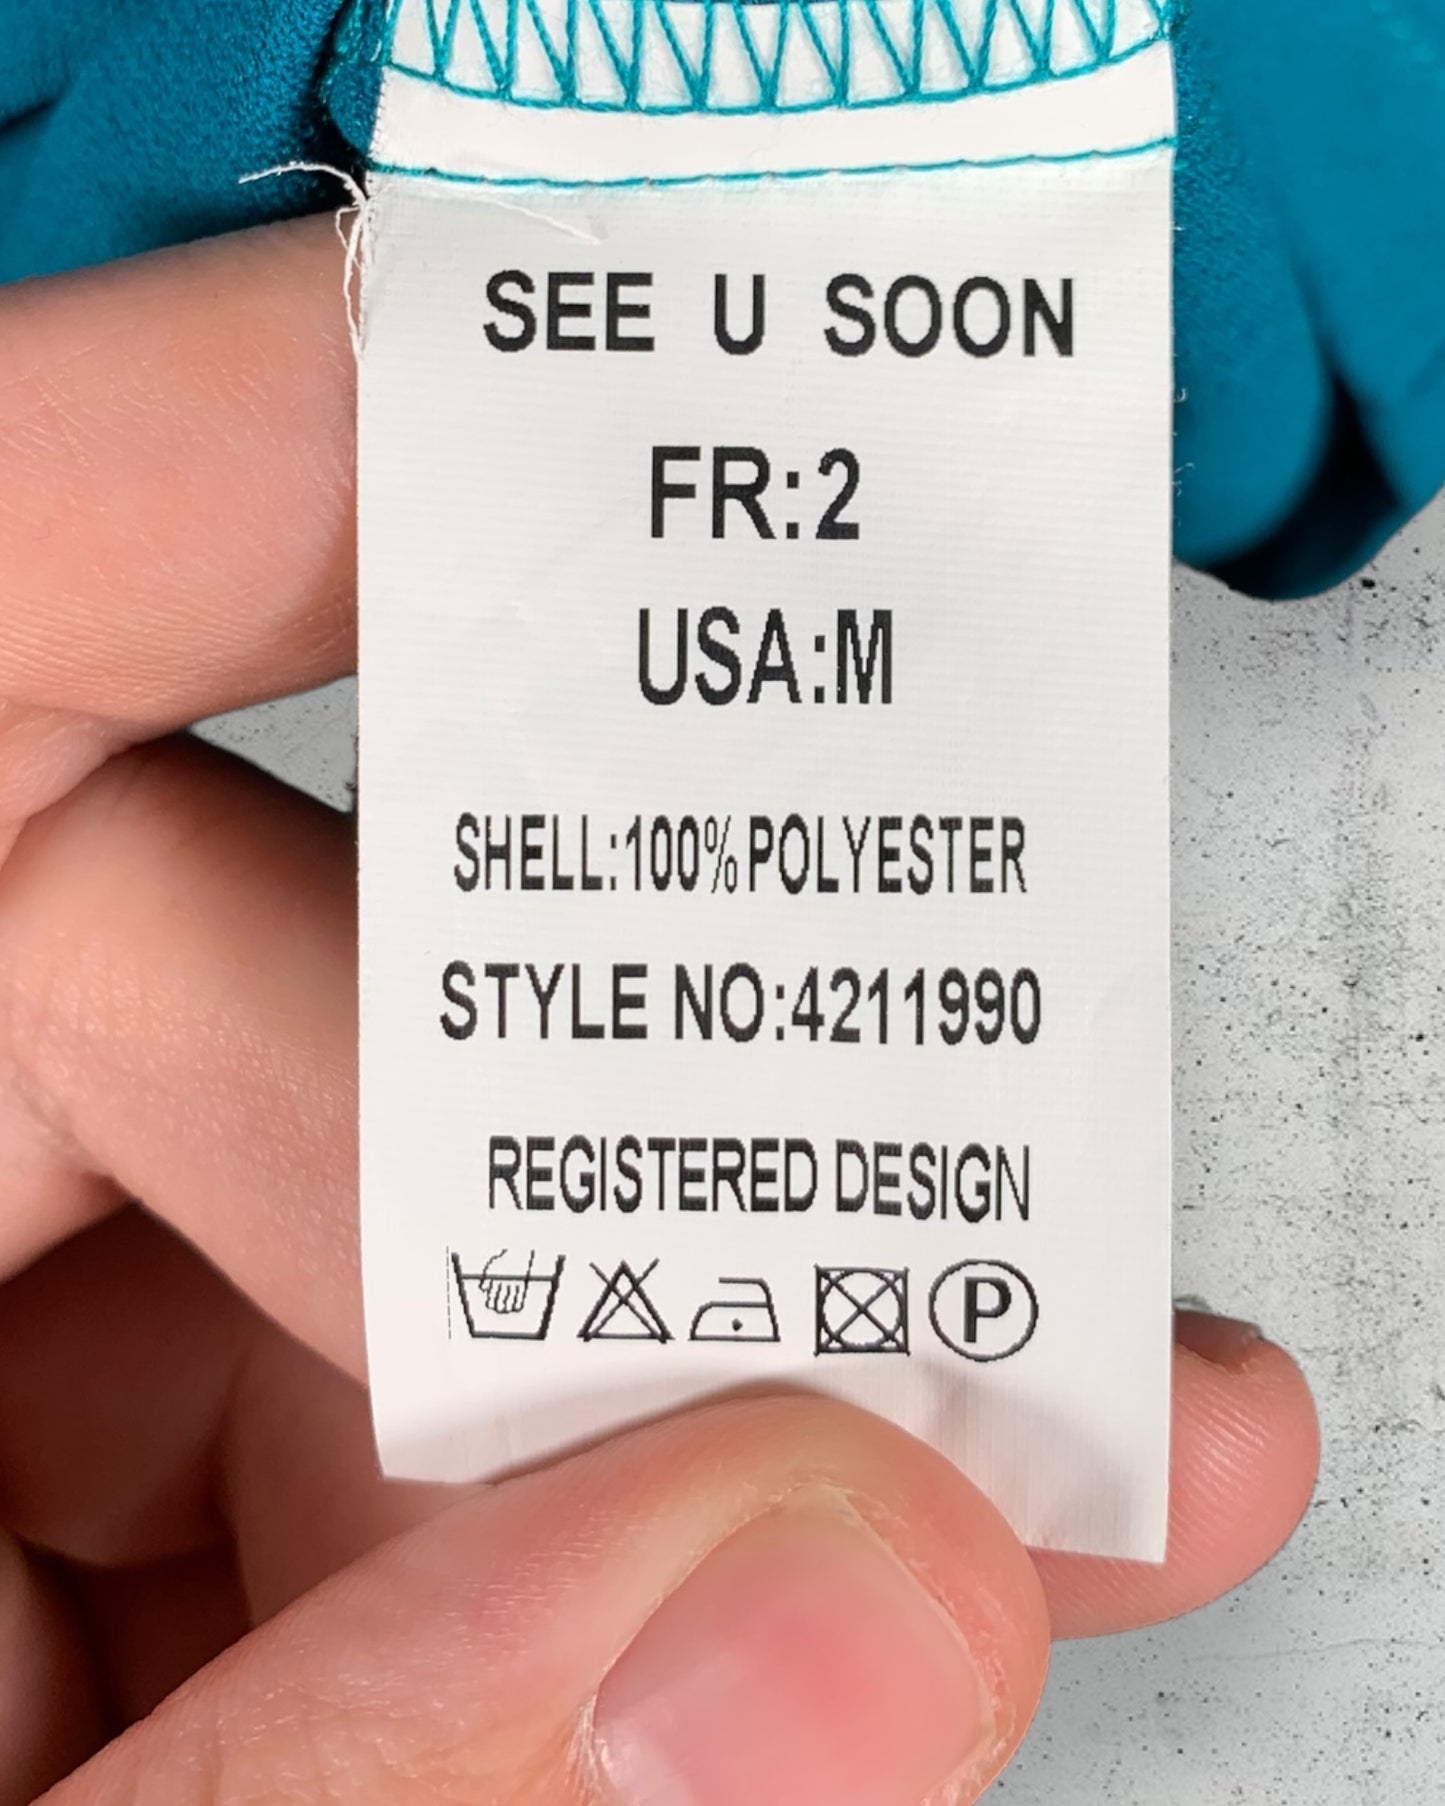 SEE U SOON
FR:2
USA:M
SHELL:100%POLYESTER
STYLE NO:4211990
REGISTERED DESIGN
P